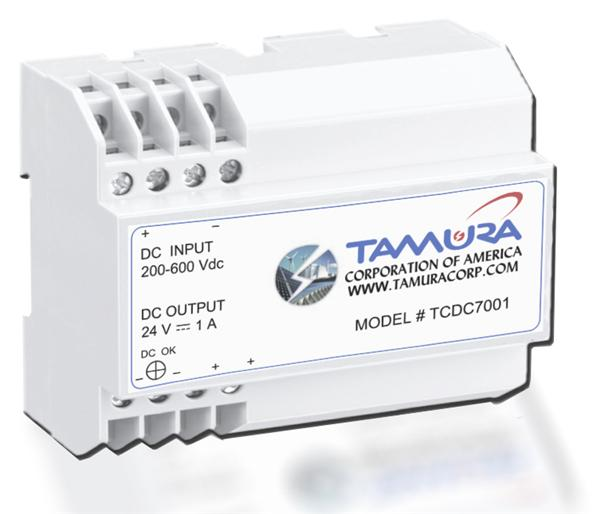 + −
DC INPUT
200-600 Vdc
DC OUTPUT
24 V ⎓ 1 A
DC OK
− − + +
TAMURA
CORPORATION OF AMERICA
WWW.TAMURACORP.COM
MODEL # TCDC7001